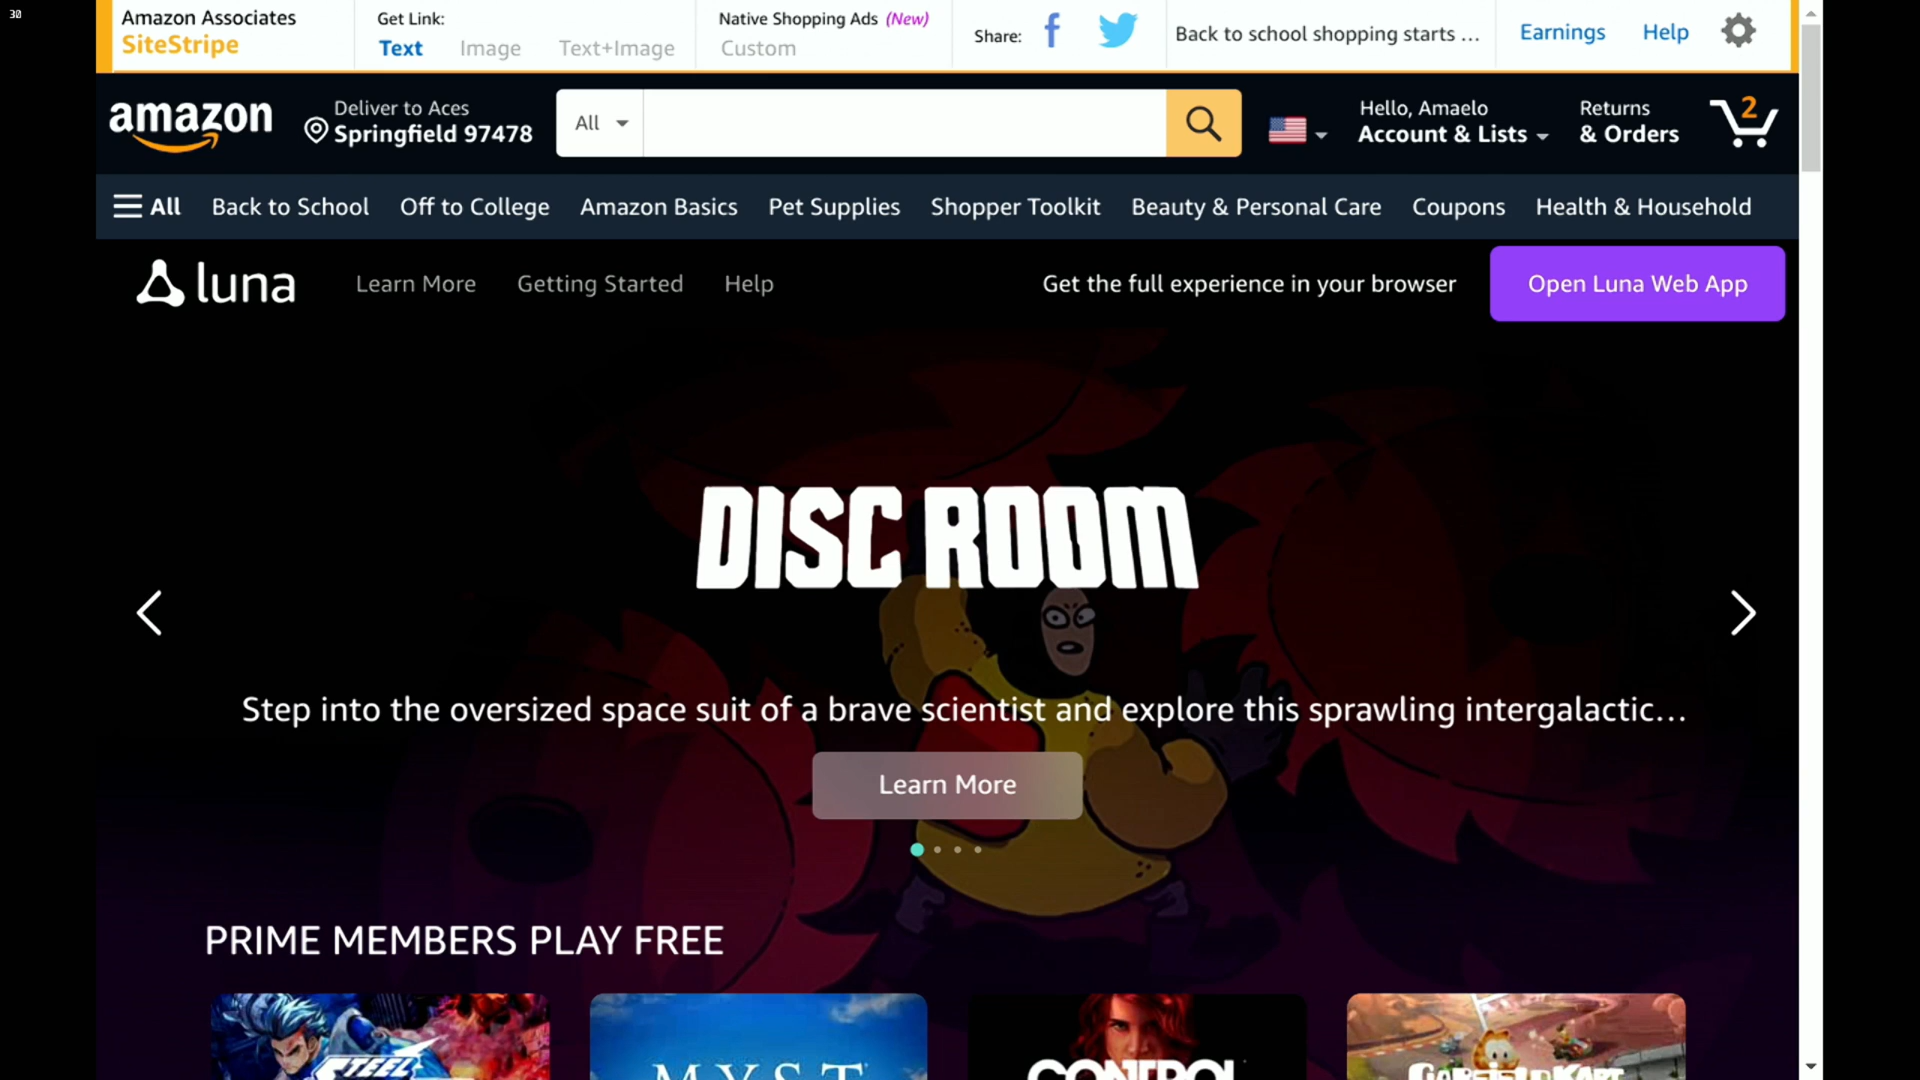 30
Amazon Associates
SiteStripe
Get Link:
Text Image Text+Image
Native Shopping Ads (New)
Custom
Share:
Back to school shopping starts ...
Earnings
Help
amazon
Deliver to Aces
Springfield 97478
All
Hello, Amaelo
Account & Lists
Returns
& Orders
2
All Back to School Off to College Amazon Basics Pet Supplies Shopper Toolkit Beauty & Personal Care Coupons Health & Household
luna
Learn More Getting Started Help
Get the full experience in your browser
Open Luna Web App
DISC ROOM
Step into the oversized space suit of a brave scientist and explore this sprawling intergalactic...
Learn More
PRIME MEMBERS PLAY FREE
STEEL
MYST
CONTROL
GARFIELD KART